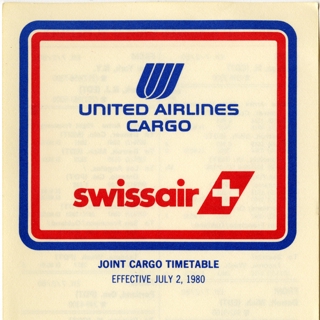 UNITED AIRLINES
CARGO
swissair
JOINT CARGO TIMETABLE
EFFECTIVE JULY 2, 1980